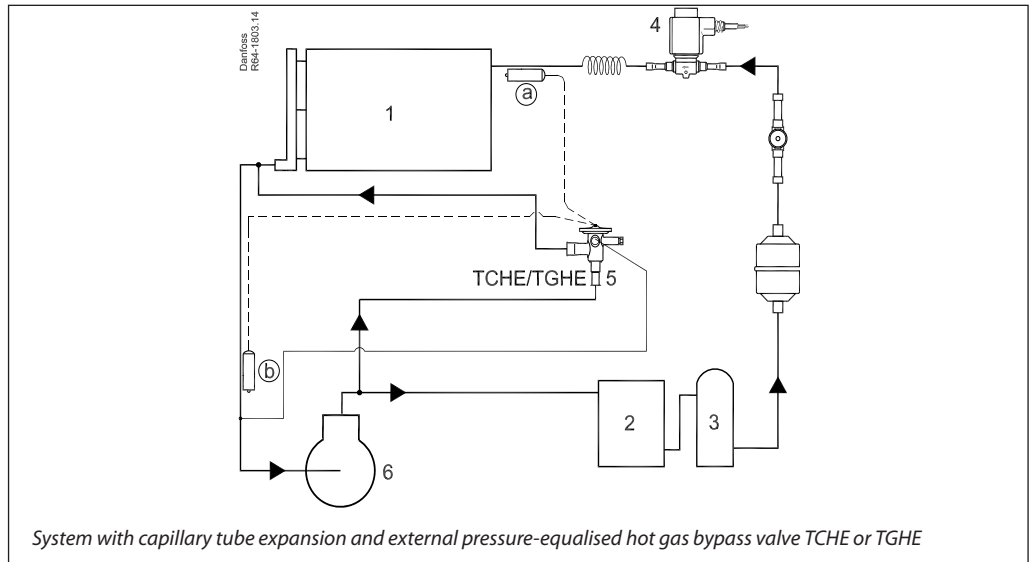 Danfoss
R64-1803.14
4
a
1
TCHE/TGHE 5
b
2
3
6
System with capillary tube expansion and external pressure-equalised hot gas bypass valve TCHE or TGHE